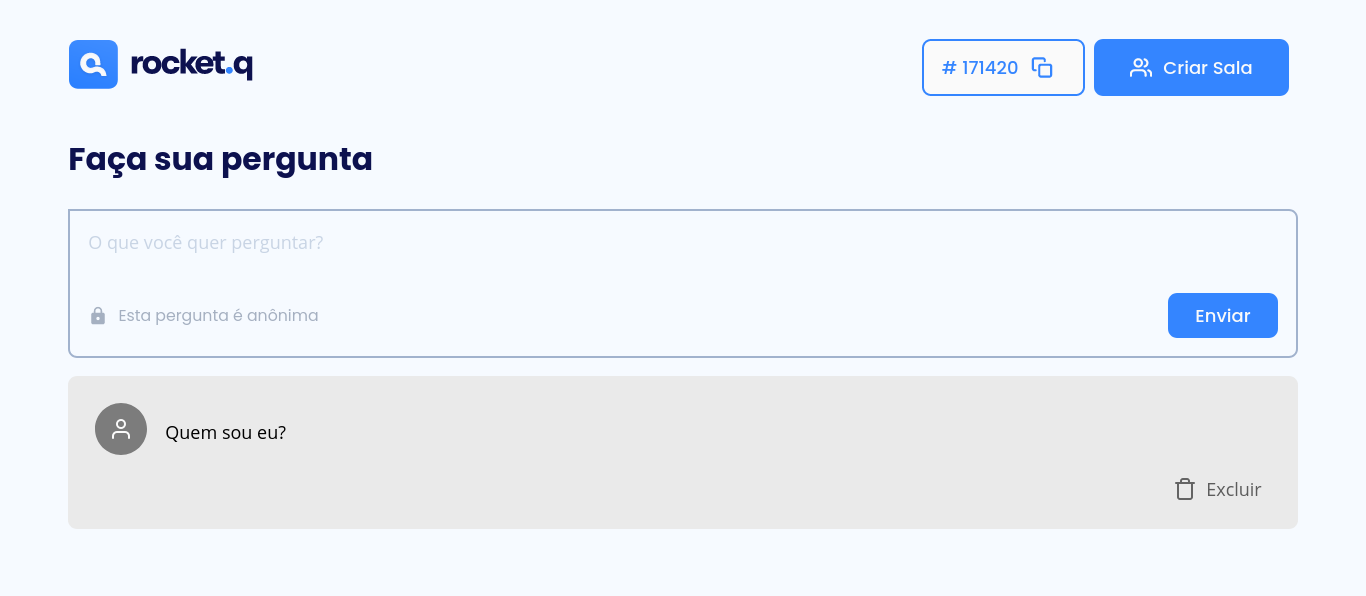 rocket.q
# 171420
Criar Sala
Faça sua pergunta
O que você quer perguntar?
Esta pergunta é anônima
Enviar
Quem sou eu?
Excluir